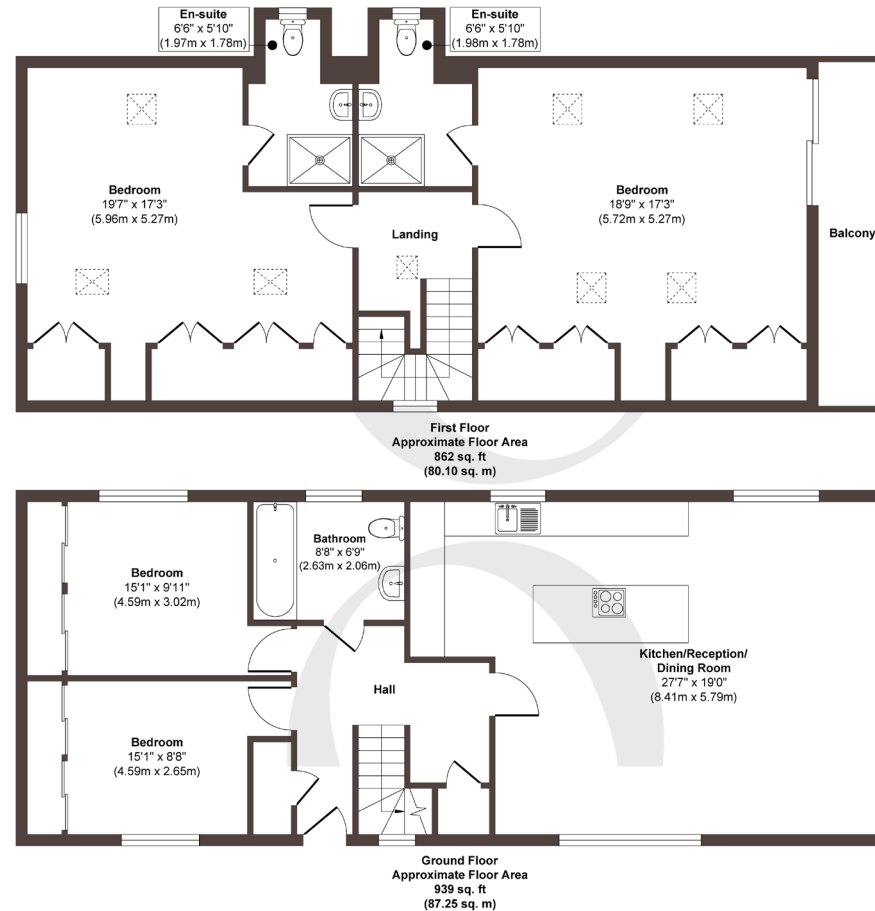 En-suite
6'6" x 5'10"
(1.97m x 1.78m)
En-suite
6'6" x 5'10"
(1.98m x 1.78m)
Bedroom
19'7" x 17'3"
(5.96m x 5.27m)
Landing
Bedroom
18'9" x 17'3"
(5.72m x 5.27m)
Balcony
First Floor
Approximate Floor Area
862 sq. ft
(80.10 sq. m)
Bedroom
15'1" x 9'11"
(4.59m x 3.02m)
Bathroom
8'8" x 6'9"
(2.63m x 2.06m)
Kitchen/Reception/
Dining Room
27'7" x 19'0"
(8.41m x 5.79m)
Hall
Bedroom
15'1" x 8'8"
(4.59m x 2.65m)
Ground Floor
Approximate Floor Area
939 sq. ft
(87.25 sq. m)